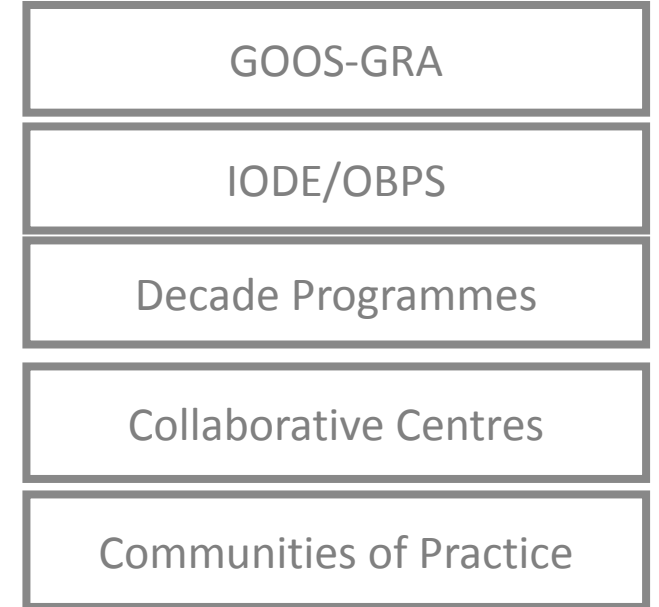 GOOS-GRA
IODE/OBPS
Decade Programmes
Collaborative Centres
Communities of Practice